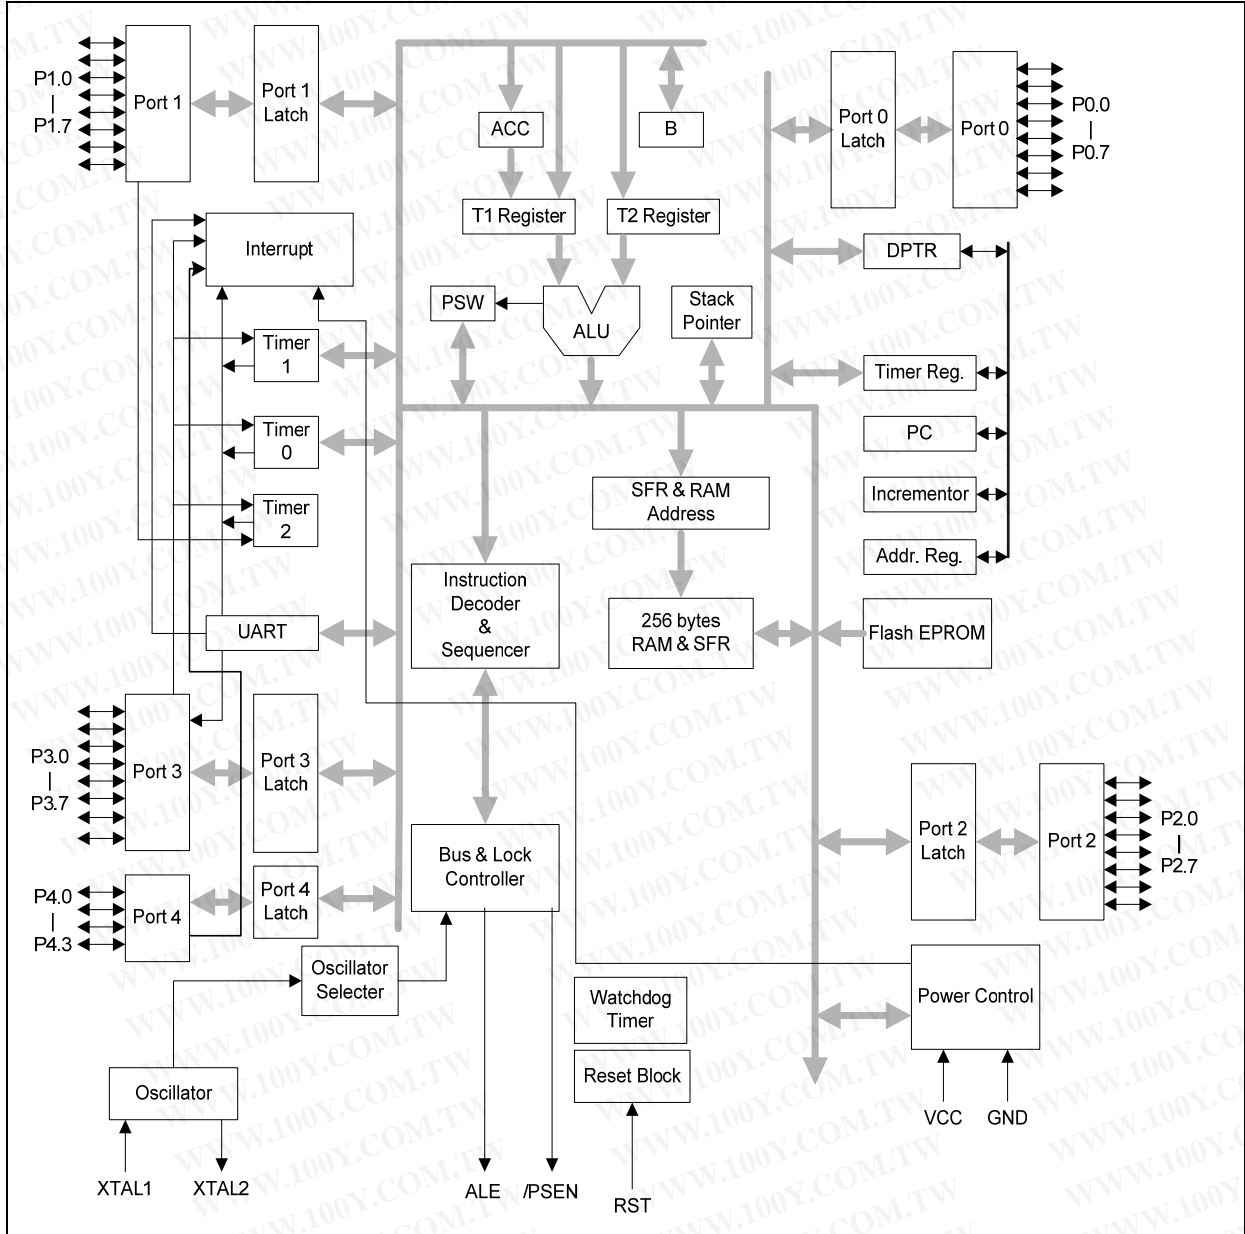 P1.0
|
P1.7
Port 1
Port 1
Latch
ACC
B
Port 0
Latch
Port 0
P0.0
|
P0.7
T1 Register
T2 Register
Interrupt
DPTR
PSW
ALU
Stack
Pointer
Timer
1
Timer Reg.
Timer
0
PC
Timer
2
SFR & RAM
Address
Incrementor
Addr. Reg.
Instruction
Decoder
&
Sequencer
256 bytes
RAM & SFR
Flash EPROM
UART
P3.0
|
P3.7
Port 3
Port 3
Latch
Port 2
Latch
Port 2
P2.0
|
P2.7
Bus & Lock
Controller
P4.0
|
P4.3
Port 4
Port 4
Latch
Oscillator
Selecter
Watchdog
Timer
Power Control
Reset Block
Oscillator
VCC
GND
XTAL1
XTAL2
ALE
/PSEN
RST
WWW.100Y.COM.TW